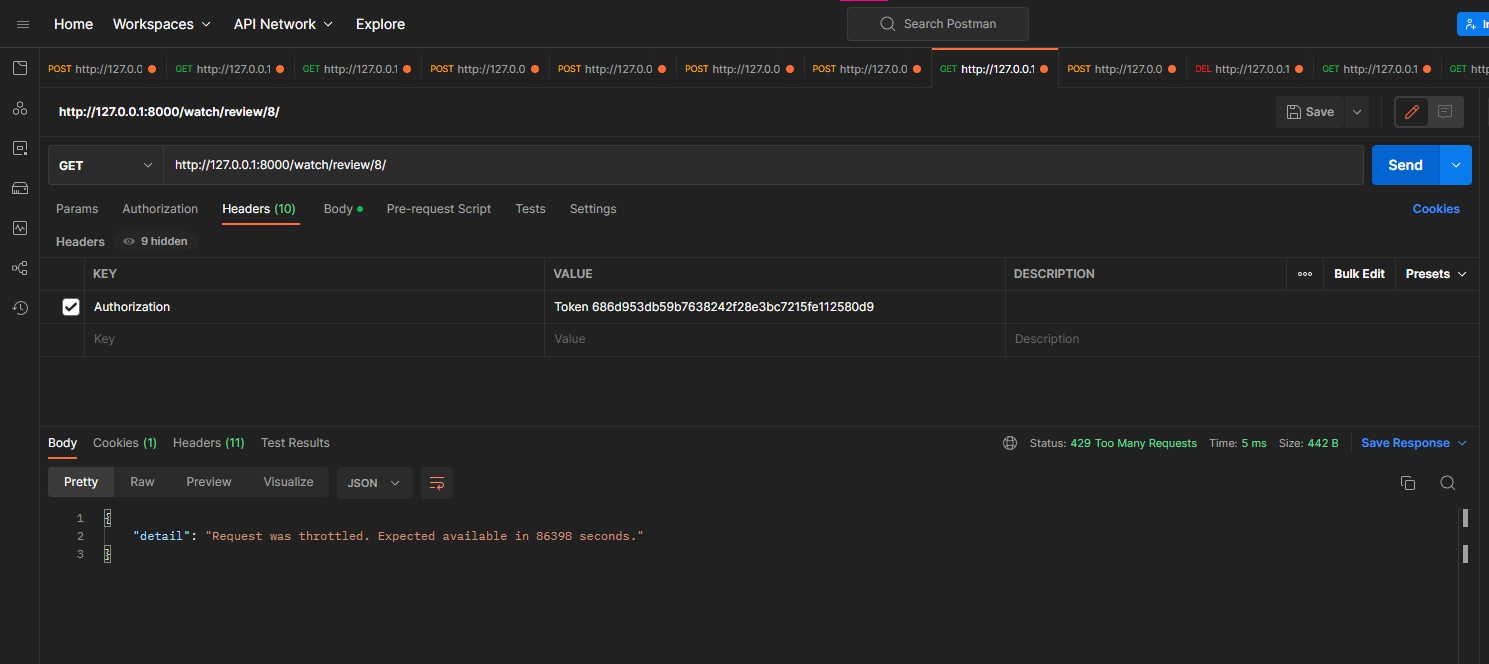 Home Workspaces API Network Explore Search Postman In
POST http://127.0.0 GET http://127.0.0.1 GET http://127.0.0.1 POST http://127.0.0 POST http://127.0.0 POST http://127.0.0 POST http://127.0.0 GET http://127.0.0.1 POST http://127.0.0 DEL http://127.0.0.1 GET http://127.0.0.1 GET http
http://127.0.0.1:8000/watch/review/8/ Save
GET http://127.0.0.1:8000/watch/review/8/ Send
Params Authorization Headers (10) Body Pre-request Script Tests Settings Cookies
Headers 9 hidden
KEY VALUE DESCRIPTION ooo Bulk Edit Presets
Authorization Token 686d953db59b7638242f28e3bc7215fe112580d9
Key Value Description
Body Cookies (1) Headers (11) Test Results Status: 429 Too Many Requests Time: 5 ms Size: 442 B Save Response
Pretty Raw Preview Visualize JSON
1 {
2 "detail": "Request was throttled. Expected available in 86398 seconds."
3 }